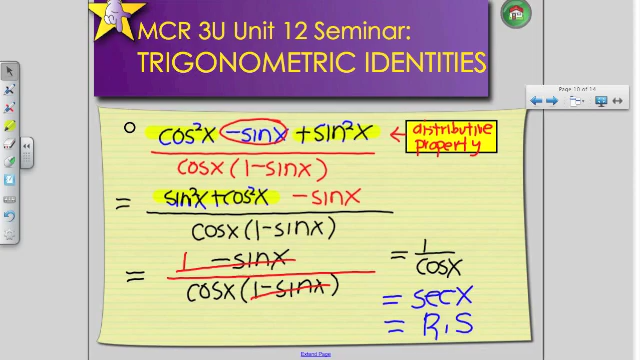 MCR 3U Unit 12 Seminar:
TRIGONOMETRIC IDENTITIES
Page 10 of 14
cos²x -sinx +sin²x ← distributive property
cosx(1-sinx)
= sin²x+cos²x -sinx
cosx(1-sinx)
= 1 -sinx
cosx(1-sinx)
= 1
cosx
= secx
= R.S
Extend Page